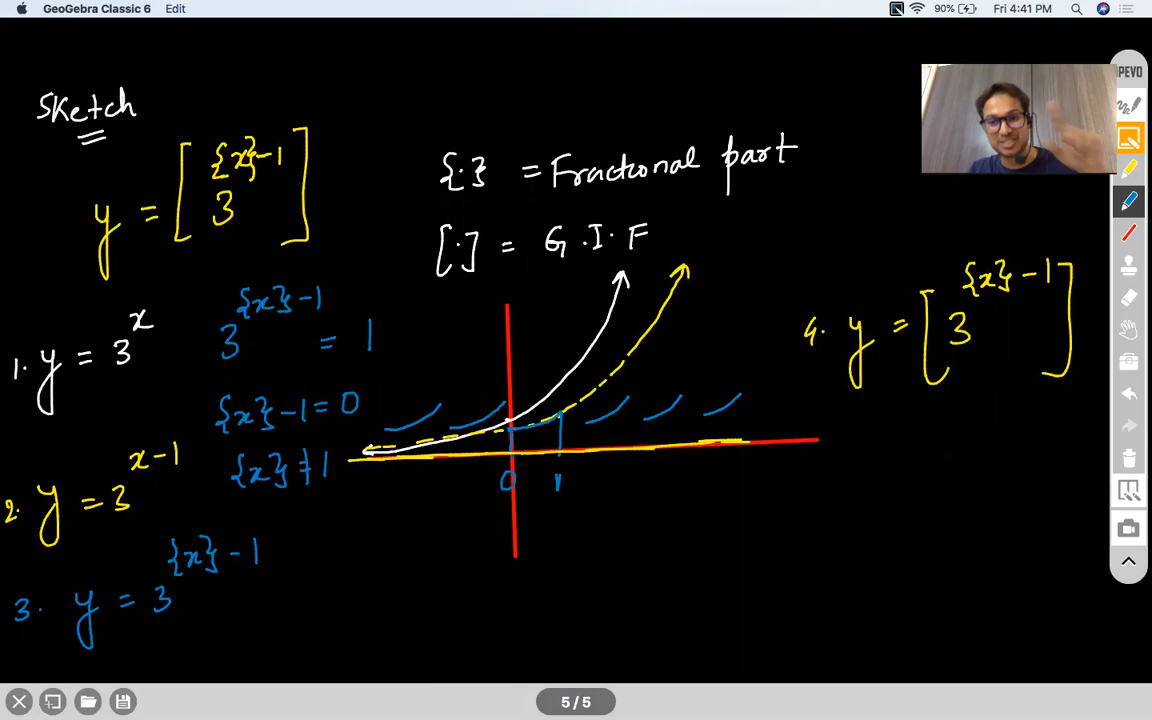 GeoGebra Classic 6 Edit 90% Fri 4:41 PM
Sketch
y = [3^{x}-1]
{·} = Fractional part
[·] = G.I.F
1. y = 3^x
3^{x}-1 = 1
{x}-1 = 0
{x} ≠ 1
2. y = 3^x-1
3. y = 3^{x}-1
0 1
4. y = [3^{x}-1]
IPEVO
5 / 5